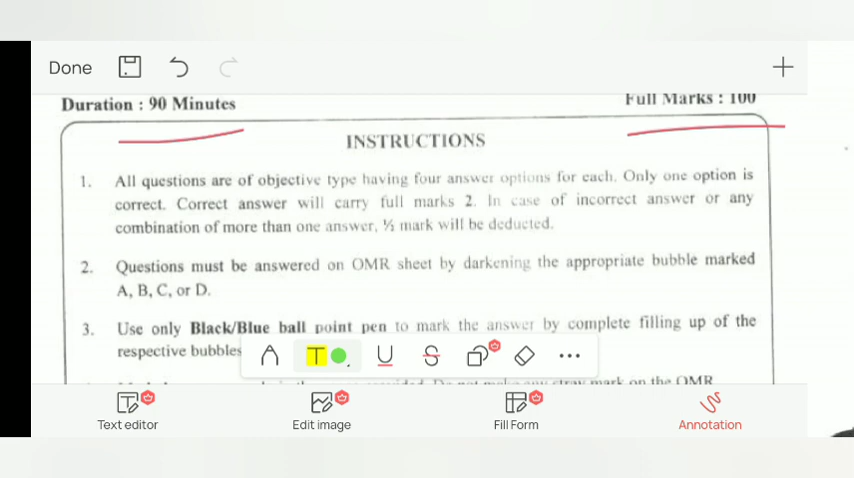 Done
Duration : 90 Minutes
Full Marks : 100
INSTRUCTIONS
1. All questions are of objective type having four answer options for each. Only one option is
correct. Correct answer will carry full marks 2. In case of incorrect answer or any
combination of more than one answer, ½ mark will be deducted.
2. Questions must be answered on OMR sheet by darkening the appropriate bubble marked
A, B, C, or D.
3. Use only Black/Blue ball point pen to mark the answer by complete filling up of the
respective bubbles
mark on the OMR
Text editor
Edit image
Fill Form
Annotation